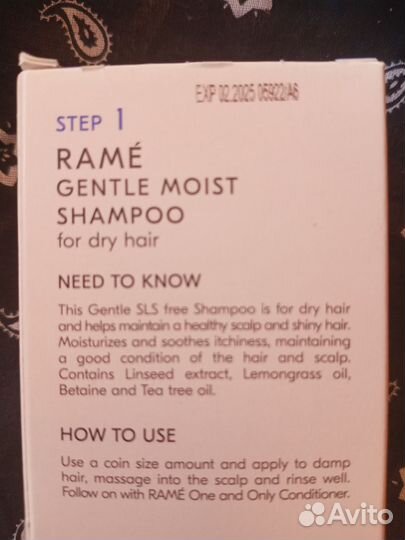 EXP 02.2025 05922/A6
STEP 1
RAMÉ
GENTLE MOIST
SHAMPOO
for dry hair
NEED TO KNOW
This Gentle SLS free Shampoo is for dry hair
and helps maintain a healthy scalp and shiny hair.
Moisturizes and soothes itchiness, maintaining
a good condition of the hair and scalp.
Contains Linseed extract, Lemongrass oil,
Betaine and Tea tree oil.
HOW TO USE
Use a coin size amount and apply to damp
hair, massage into the scalp and rinse well.
Follow on with RAMÉ One and Only Conditioner.
Avito